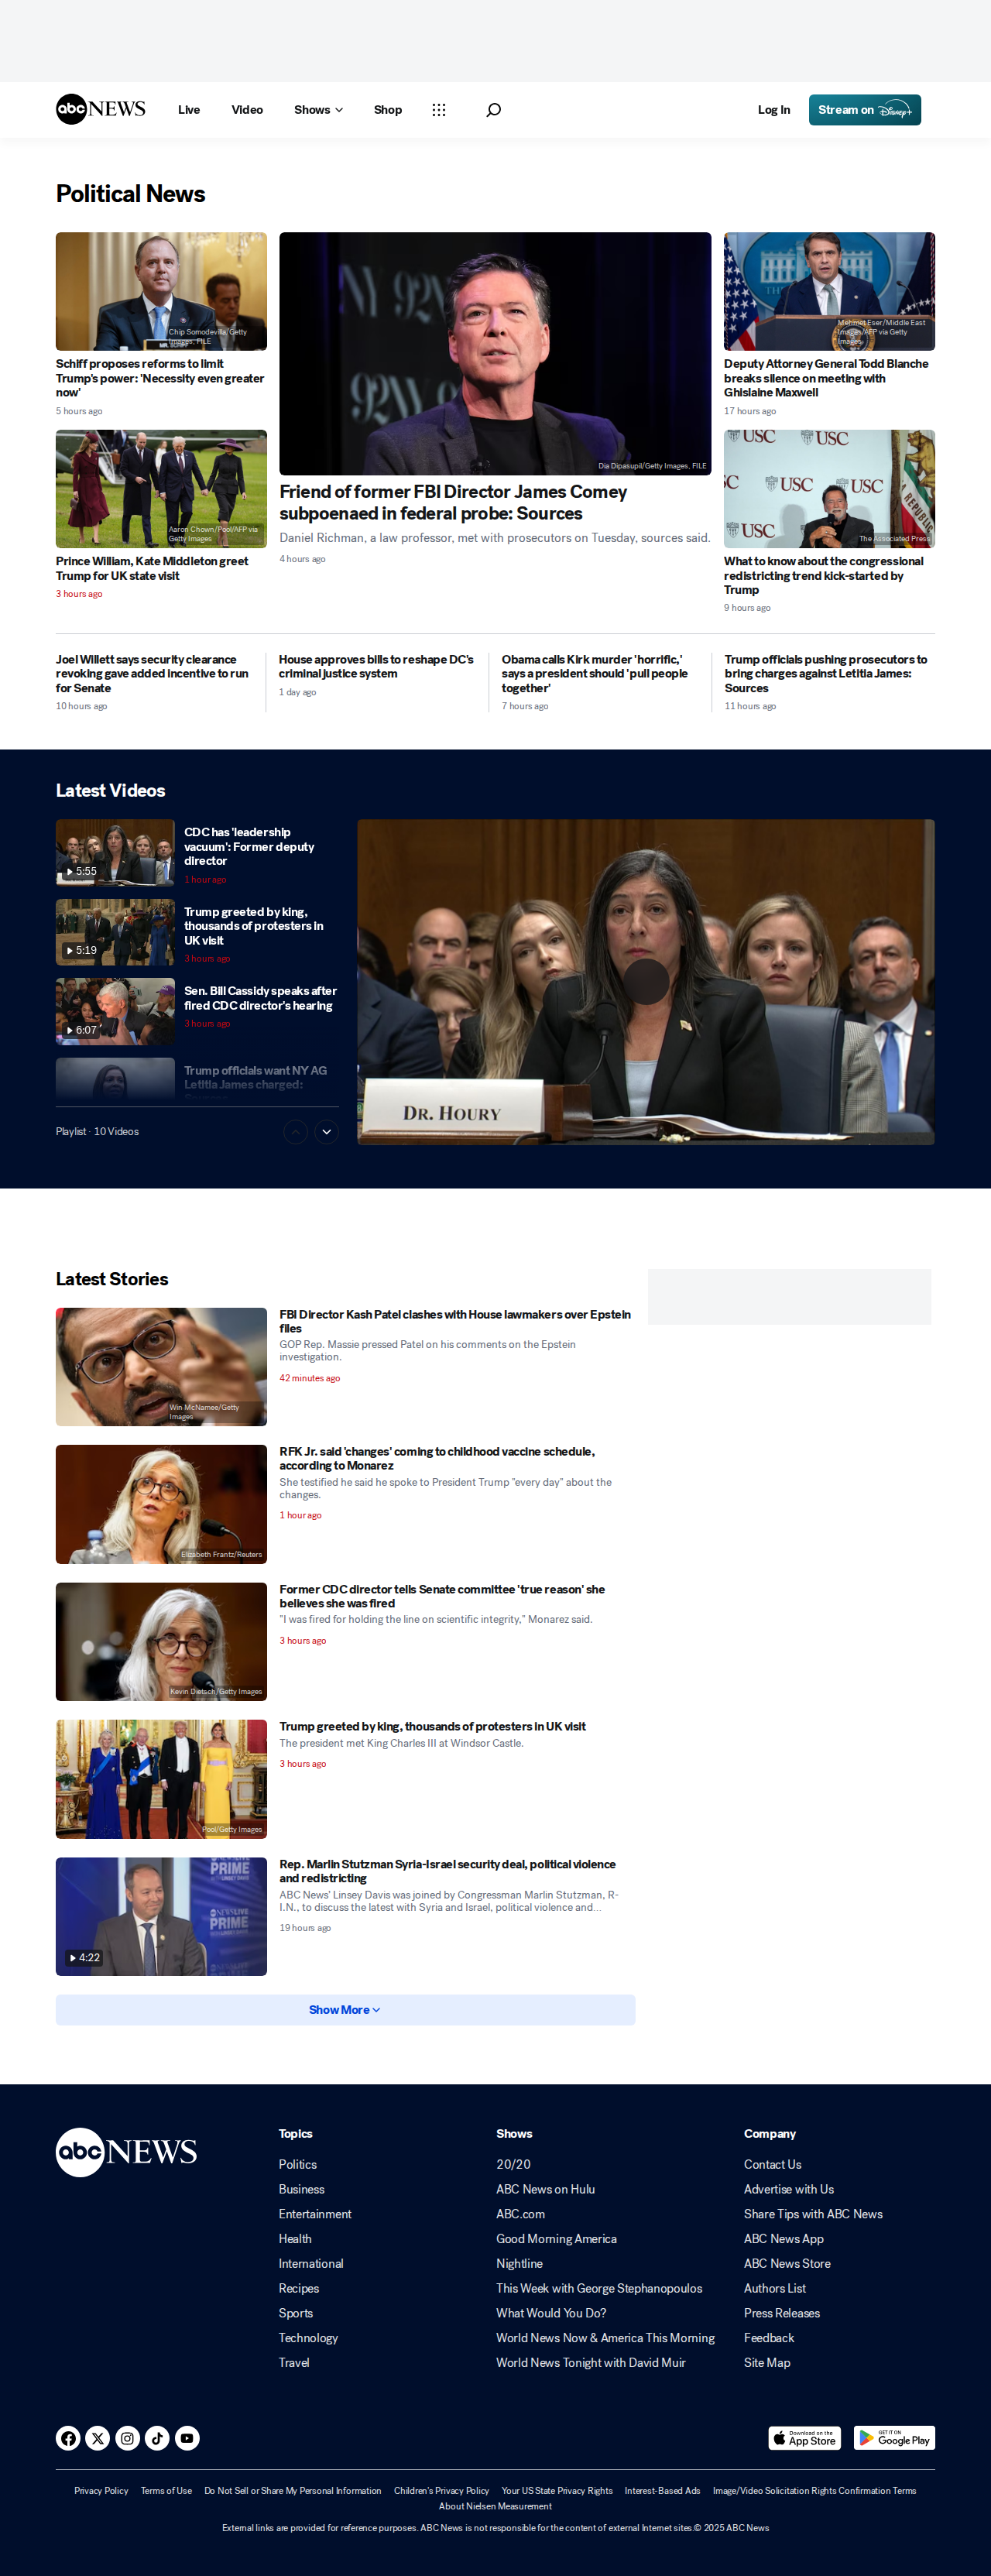 abc NEWS
Live
Video
Shows
Shop
Log In
Stream on Disney+
Political News
Chip Somodevilla/Getty
Images, FILE
Schiff proposes reforms to limit
Trump's power: 'Necessity even greater
now'
5 hours ago
Aaron Chown/Pool/AFP via
Getty Images
Prince William, Kate Middleton greet
Trump for UK state visit
3 hours ago
92NY
Dia Dipasupil/Getty Images, FILE
Friend of former FBI Director James Comey
subpoenaed in federal probe: Sources
Daniel Richman, a law professor, met with prosecutors on Tuesday, sources said.
4 hours ago
Mehmet Eser/Middle East
Images/AFP via Getty
Images
Deputy Attorney General Todd Blanche
breaks silence on meeting with
Ghislaine Maxwell
17 hours ago
USC
USC
USC
USC
USC
REPUBLIC
The Associated Press
What to know about the congressional
redistricting trend kick-started by
Trump
9 hours ago
Joel Willett says security clearance
revoking gave added incentive to run
for Senate
10 hours ago
House approves bills to reshape DC's
criminal justice system
1 day ago
Obama calls Kirk murder 'horrific,'
says a president should 'pull people
together'
7 hours ago
Trump officials pushing prosecutors to
bring charges against Letitia James:
Sources
11 hours ago
Latest Videos
5:55
CDC has 'leadership
vacuum': Former deputy
director
1 hour ago
5:19
Trump greeted by king,
thousands of protesters in
UK visit
3 hours ago
6:07
Sen. Bill Cassidy speaks after
fired CDC director's hearing
3 hours ago
Trump officials want NY AG
Letitia James charged:
Sources
Playlist · 10 Videos
DR. HOURY
Latest Stories
Win McNamee/Getty
Images
FBI Director Kash Patel clashes with House lawmakers over Epstein
files
GOP Rep. Massie pressed Patel on his comments on the Epstein
investigation.
42 minutes ago
Elizabeth Frantz/Reuters
RFK Jr. said 'changes' coming to childhood vaccine schedule,
according to Monarez
She testified he said he spoke to President Trump "every day" about the
changes.
1 hour ago
Kevin Dietsch/Getty Images
Former CDC director tells Senate committee 'true reason' she
believes she was fired
"I was fired for holding the line on scientific integrity," Monarez said.
3 hours ago
Pool/Getty Images
Trump greeted by king, thousands of protesters in UK visit
The president met King Charles III at Windsor Castle.
3 hours ago
PRIME
NEWSLIVE
PRIME
4:22
Rep. Marlin Stutzman Syria-Israel security deal, political violence
and redistricting
ABC News' Linsey Davis was joined by Congressman Marlin Stutzman, R-
I.N., to discuss the latest with Syria and Israel, political violence and...
19 hours ago
Show More
abc NEWS
Topics
Politics
Business
Entertainment
Health
International
Recipes
Sports
Technology
Travel
Shows
20/20
ABC News on Hulu
ABC.com
Good Morning America
Nightline
This Week with George Stephanopoulos
What Would You Do?
World News Now & America This Morning
World News Tonight with David Muir
Company
Contact Us
Advertise with Us
Share Tips with ABC News
ABC News App
ABC News Store
Authors List
Press Releases
Feedback
Site Map
Download on the
App Store
GET IT ON
Google Play
Privacy Policy Terms of Use Do Not Sell or Share My Personal Information Children's Privacy Policy Your US State Privacy Rights Interest-Based Ads Image/Video Solicitation Rights Confirmation Terms
About Nielsen Measurement
External links are provided for reference purposes. ABC News is not responsible for the content of external Internet sites.© 2025 ABC News